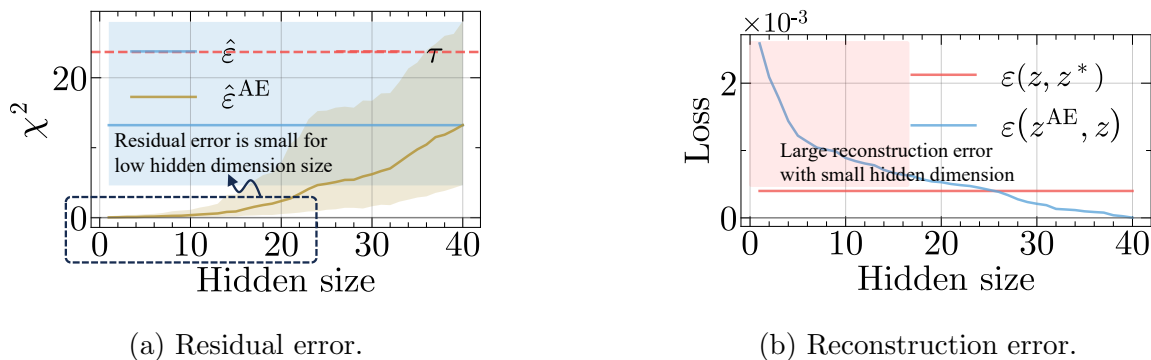 χ²
20
0
ε̂
τ
ε̂^AE
Residual error is small for
low hidden dimension size
0 10 20 30 40
Hidden size
(a) Residual error.
×10⁻³
Loss
2
0
ε(z, z*)
ε(z^AE, z)
Large reconstruction error
with small hidden dimension
0 10 20 30 40
Hidden size
(b) Reconstruction error.